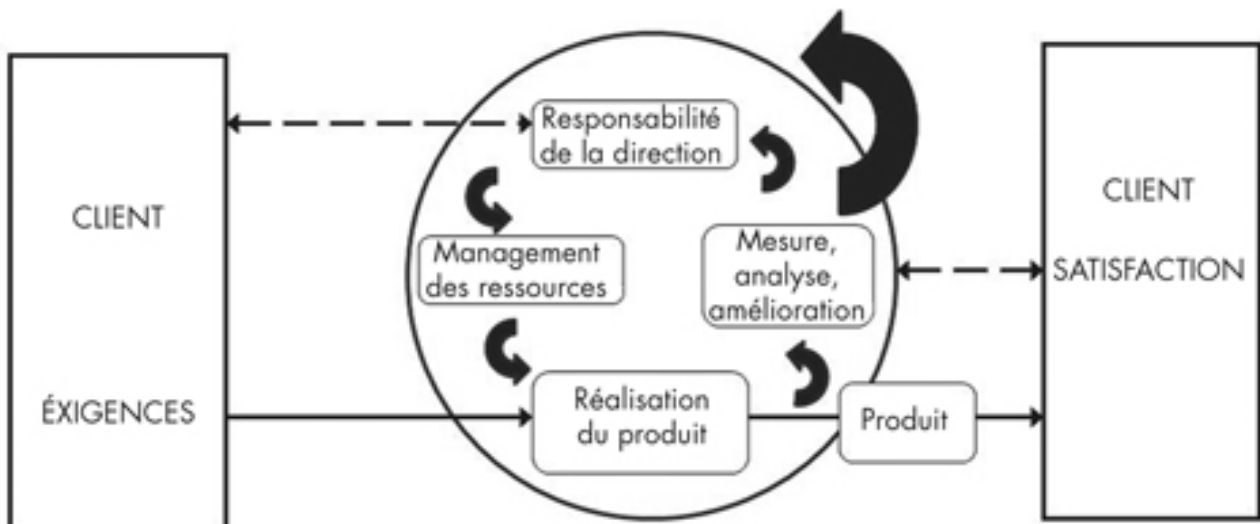 CLIENT
ÉXIGENCES
Responsabilité
de la direction
Management
des ressources
Mesure,
analyse,
amélioration
Réalisation
du produit
Produit
CLIENT
SATISFACTION